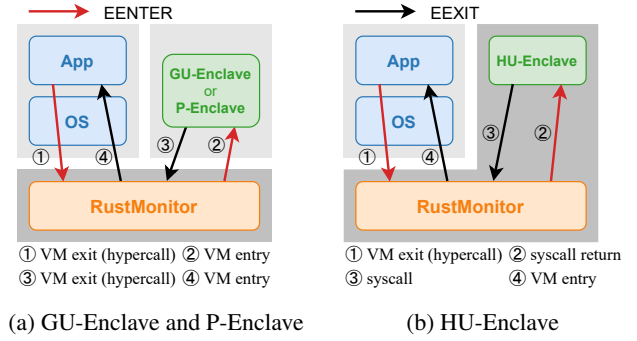 EENTER
EEXIT
App
OS
GU-Enclave
or
P-Enclave
① ④ ③ ②
RustMonitor
① VM exit (hypercall) ② VM entry
③ VM exit (hypercall) ④ VM entry
(a) GU-Enclave and P-Enclave
App
OS
HU-Enclave
① ④ ③ ②
RustMonitor
① VM exit (hypercall) ② syscall return
③ syscall ④ VM entry
(b) HU-Enclave